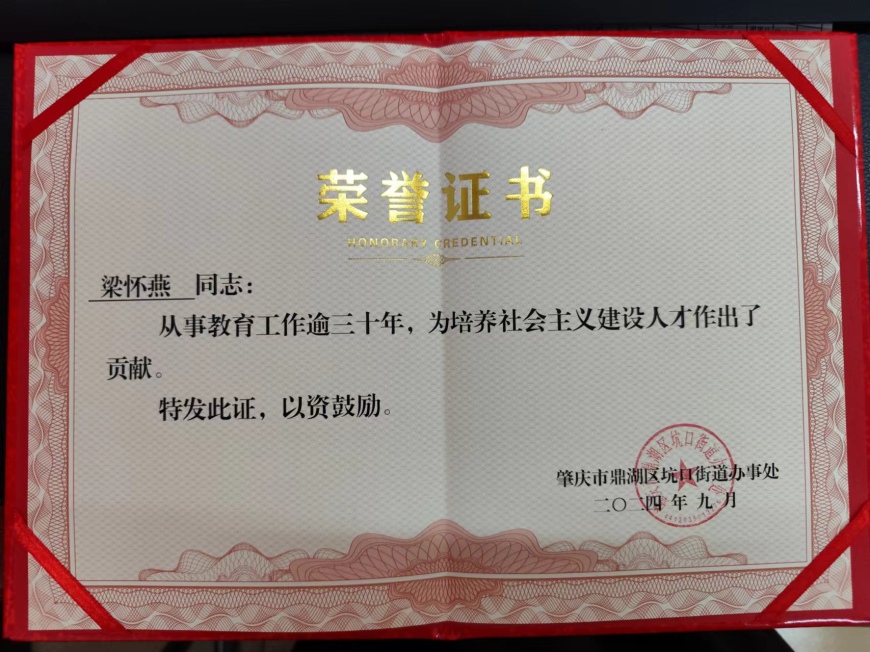 荣誉证书
HONORARY CREDENTIAL
梁怀燕 同志：
从事教育工作逾三十年，为培养社会主义建设人才作出了
贡献。
特发此证，以资鼓励。
肇庆市鼎湖区坑口街道办事处
二〇二四年九月